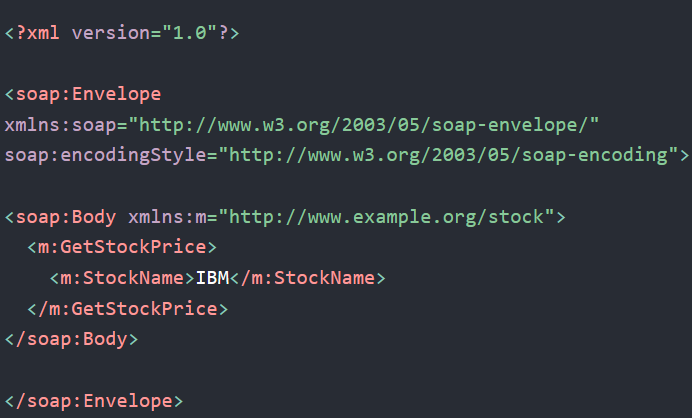 <?xml version="1.0"?>
<soap:Envelope
xmlns:soap="http://www.w3.org/2003/05/soap-envelope/"
soap:encodingStyle="http://www.w3.org/2003/05/soap-encoding">
<soap:Body xmlns:m="http://www.example.org/stock">
<m:GetStockPrice>
<m:StockName>IBM</m:StockName>
</m:GetStockPrice>
</soap:Body>
</soap:Envelope>